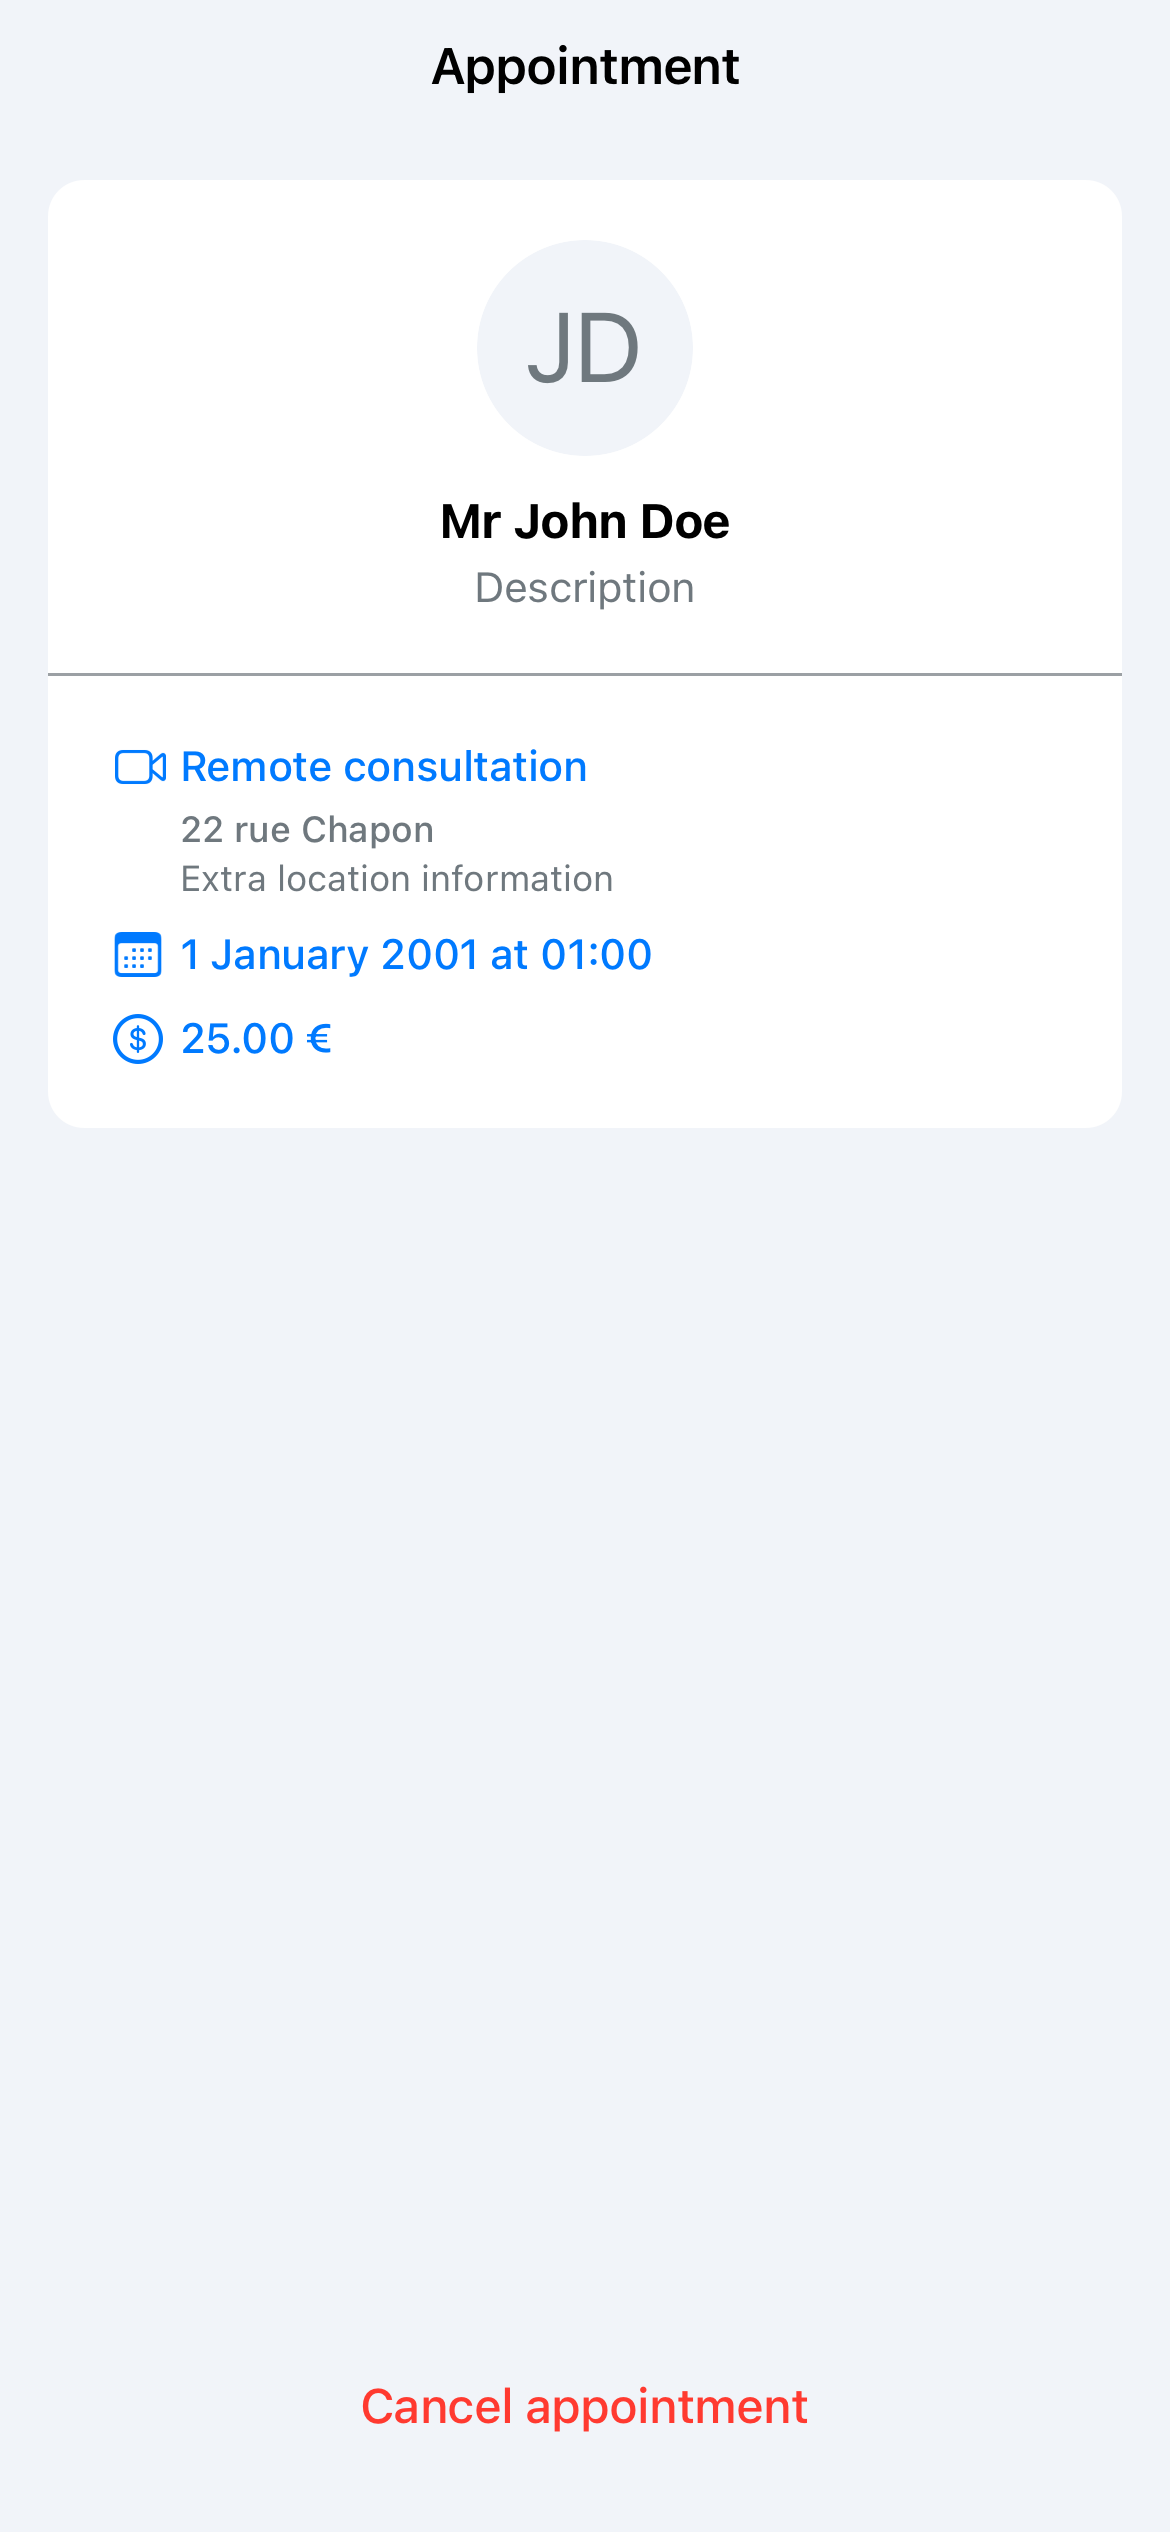 Appointment
JD
Mr John Doe
Description
Remote consultation
22 rue Chapon
Extra location information
1 January 2001 at 01:00
$ 25.00 €
Cancel appointment